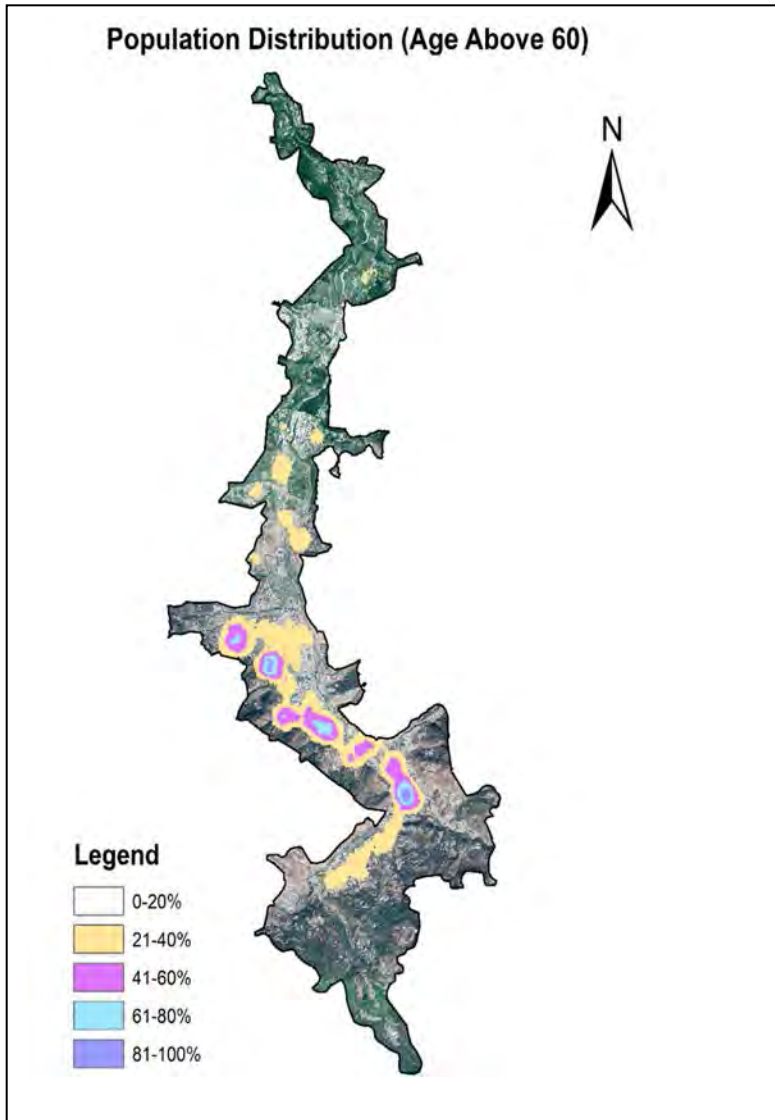 Population Distribution (Age Above 60)
N
Legend
0-20%
21-40%
41-60%
61-80%
81-100%